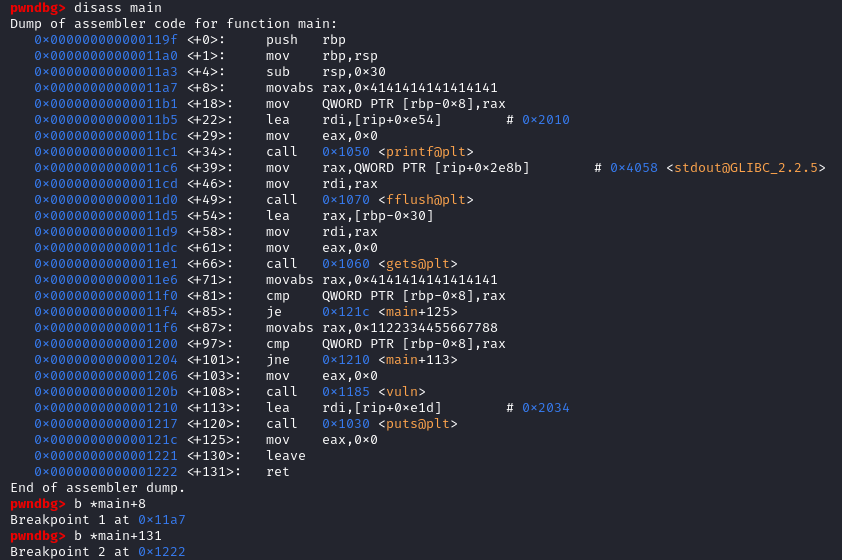 pwndbg> disass main
Dump of assembler code for function main:
   0x000000000000119f <+0>:     push   rbp
   0x00000000000011a0 <+1>:     mov    rbp,rsp
   0x00000000000011a3 <+4>:     sub    rsp,0x30
   0x00000000000011a7 <+8>:     movabs rax,0x4141414141414141
   0x00000000000011b1 <+18>:    mov    QWORD PTR [rbp-0x8],rax
   0x00000000000011b5 <+22>:    lea    rdi,[rip+0xe54]        # 0x2010
   0x00000000000011bc <+29>:    mov    eax,0x0
   0x00000000000011c1 <+34>:    call   0x1050 <printf@plt>
   0x00000000000011c6 <+39>:    mov    rax,QWORD PTR [rip+0x2e8b]        # 0x4058 <stdout@GLIBC_2.2.5>
   0x00000000000011cd <+46>:    mov    rdi,rax
   0x00000000000011d0 <+49>:    call   0x1070 <fflush@plt>
   0x00000000000011d5 <+54>:    lea    rax,[rbp-0x30]
   0x00000000000011d9 <+58>:    mov    rdi,rax
   0x00000000000011dc <+61>:    mov    eax,0x0
   0x00000000000011e1 <+66>:    call   0x1060 <gets@plt>
   0x00000000000011e6 <+71>:    movabs rax,0x4141414141414141
   0x00000000000011f0 <+81>:    cmp    QWORD PTR [rbp-0x8],rax
   0x00000000000011f4 <+85>:    je     0x121c <main+125>
   0x00000000000011f6 <+87>:    movabs rax,0x1122334455667788
   0x0000000000001200 <+97>:    cmp    QWORD PTR [rbp-0x8],rax
   0x0000000000001204 <+101>:   jne    0x1210 <main+113>
   0x0000000000001206 <+103>:   mov    eax,0x0
   0x000000000000120b <+108>:   call   0x1185 <vuln>
   0x0000000000001210 <+113>:   lea    rdi,[rip+0xe1d]        # 0x2034
   0x0000000000001217 <+120>:   call   0x1030 <puts@plt>
   0x000000000000121c <+125>:   mov    eax,0x0
   0x0000000000001221 <+130>:   leave
   0x0000000000001222 <+131>:   ret
End of assembler dump.
pwndbg> b *main+8
Breakpoint 1 at 0x11a7
pwndbg> b *main+131
Breakpoint 2 at 0x1222